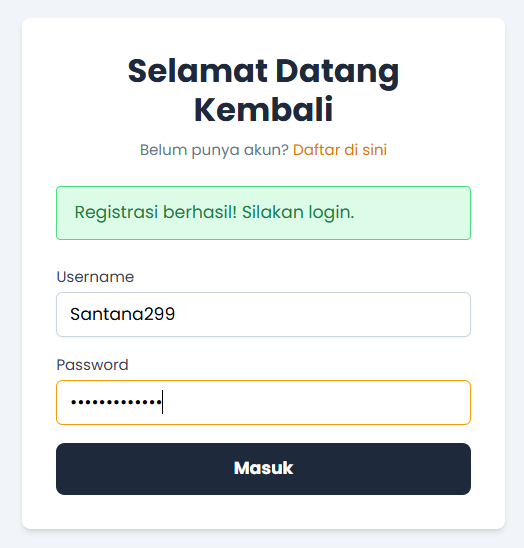 Selamat Datang
Kembali
Belum punya akun? Daftar di sini
Registrasi berhasil! Silakan login.
Username
Santana299
Password
•••••••••••••
Masuk